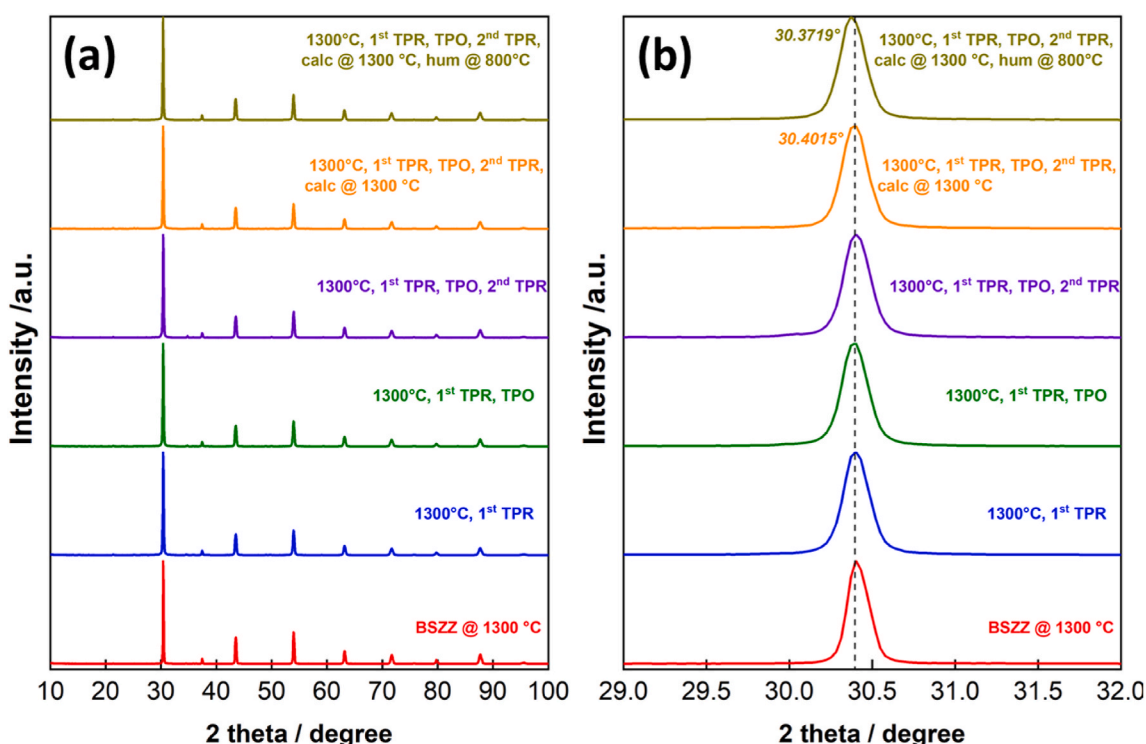 (a)
1300°C, 1st TPR, TPO, 2nd TPR,
calc @ 1300 °C, hum @ 800°C
1300°C, 1st TPR, TPO, 2nd TPR,
calc @ 1300 °C
1300°C, 1st TPR, TPO, 2nd TPR
1300°C, 1st TPR, TPO
1300°C, 1st TPR
BSZZ @ 1300 °C
Intensity /a.u.
10 20 30 40 50 60 70 80 90 100
2 theta / degree
(b)
30.3719°
1300°C, 1st TPR, TPO, 2nd TPR,
calc @ 1300 °C, hum @ 800°C
30.4015°
1300°C, 1st TPR, TPO, 2nd TPR,
calc @ 1300 °C
1300°C, 1st TPR, TPO, 2nd TPR
1300°C, 1st TPR, TPO
1300°C, 1st TPR
BSZZ @ 1300 °C
Intensity /a.u.
29.0 29.5 30.0 30.5 31.0 31.5 32.0
2 theta / degree